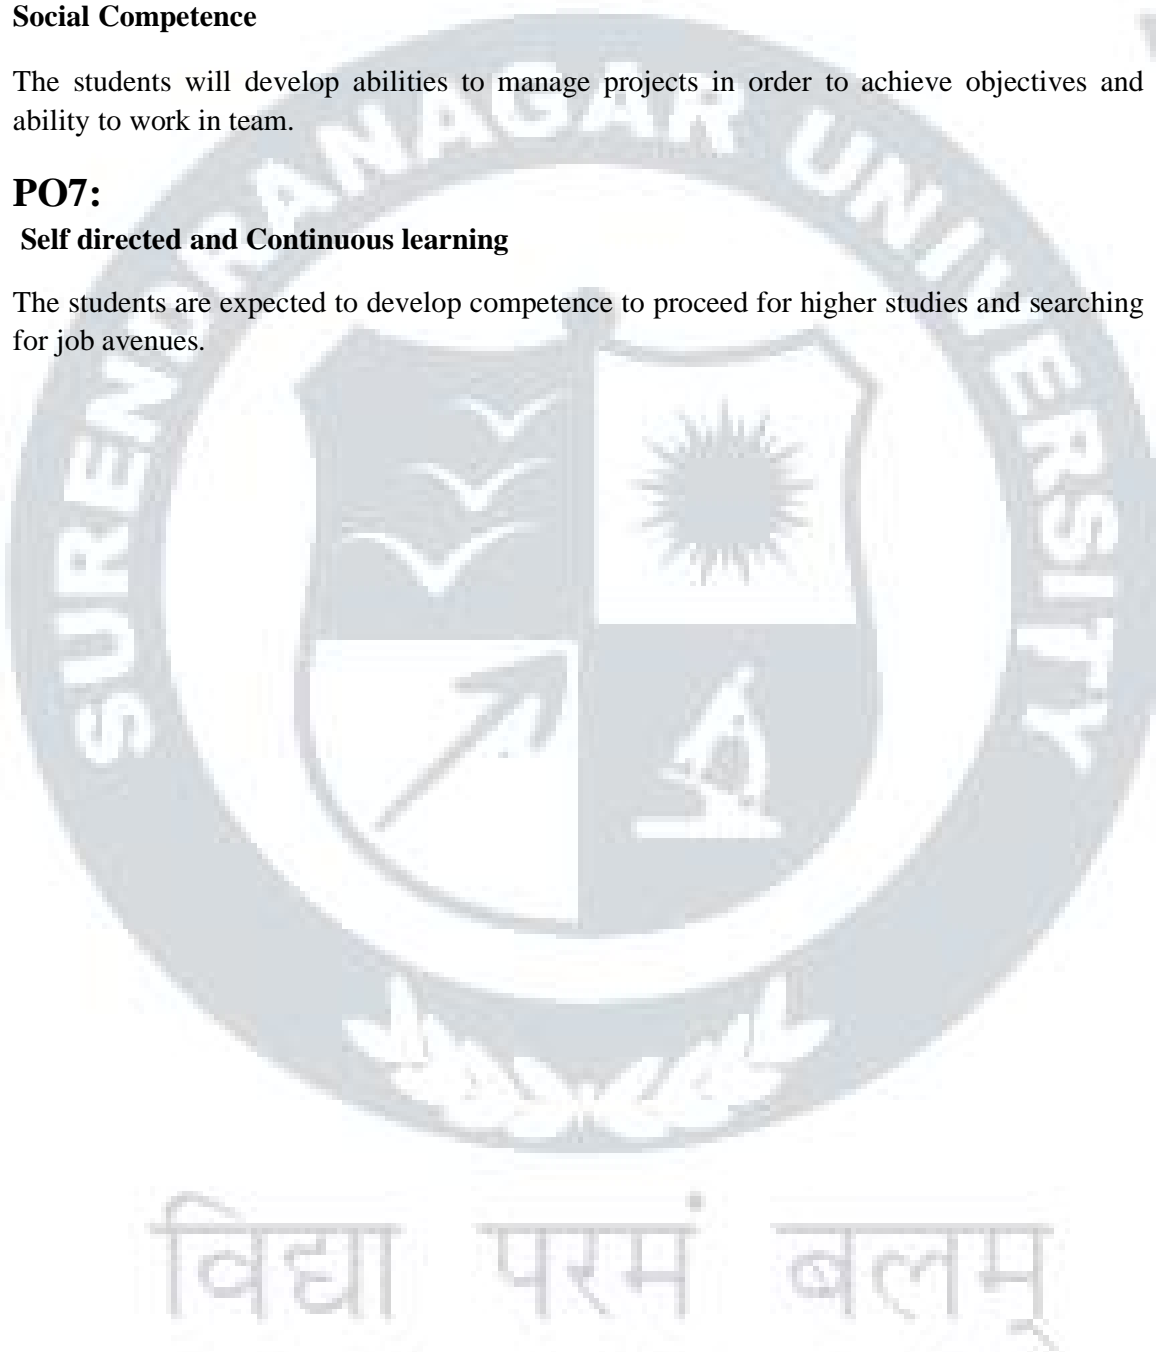 Social Competence
The students will develop abilities to manage projects in order to achieve objectives and
ability to work in team.
PO7:
Self directed and Continuous learning
The students are expected to develop competence to proceed for higher studies and searching
for job avenues.
SURENDRANAGAR UNIVERSITY
विद्या परमं बलम्